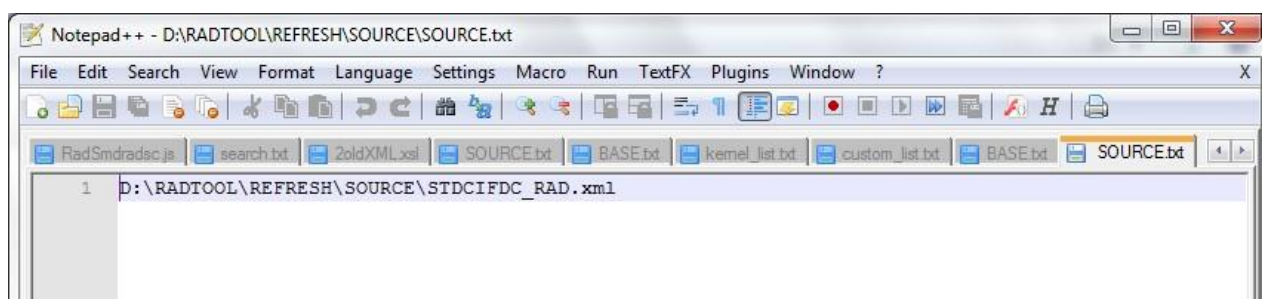 Notepad++ - D:\RADTOOL\REFRESH\SOURCE\SOURCE.txt
File Edit Search View Format Language Settings Macro Run TextFX Plugins Window ? X
RadSmdradsc.js search.txt 2oldXML.xsl SOURCE.txt BASE.txt kernel_list.txt custom_list.txt BASE.txt SOURCE.txt
1 D:\RADTOOL\REFRESH\SOURCE\STDCIFDC_RAD.xml